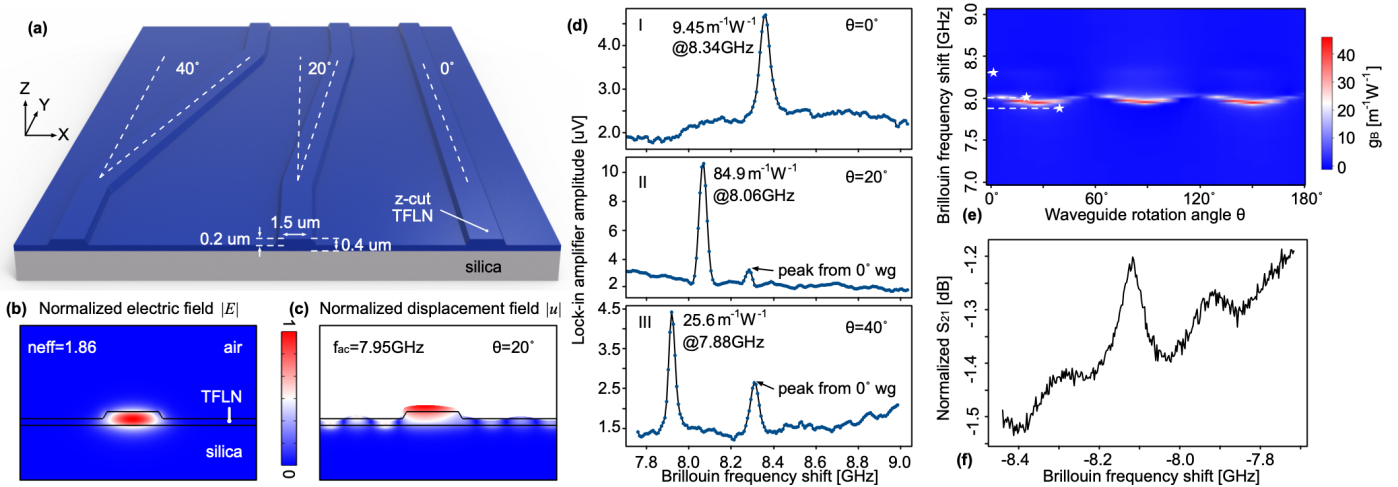 (a)
40°
20°
0°
Z
Y
X
z-cut
TFLN
1.5 um
0.2 um
0.4 um
silica
(b) Normalized electric field |E|
neff=1.86
air
TFLN
silica
1
0
(c) Normalized displacement field |u|
fac=7.95GHz
θ=20°
(d)
Lock-in amplifier amplitude [uV]
I
9.45m⁻¹W⁻¹
@8.34GHz
θ=0°
4.0
3.0
2.0
II
84.9m⁻¹W⁻¹
@8.06GHz
θ=20°
peak from 0° wg
10
8
6
4
2
III
25.6m⁻¹W⁻¹
@7.88GHz
θ=40°
peak from 0° wg
4.5
3.5
2.5
1.5
7.8 8.0 8.2 8.4 8.6 8.8 9.0
Brillouin frequency shift [GHz]
Brillouin frequency shift [GHz]
9.0
8.5
8.0
7.5
7.0
0° 60 120 180
(e) Waveguide rotation angle θ
40
30
20
10
0
gB [m⁻¹W⁻¹]
Normalized S21 [dB]
-1.2
-1.3
-1.4
-1.5
-8.4 -8.2 -8.0 -7.8
(f) Brillouin frequency shift [GHz]